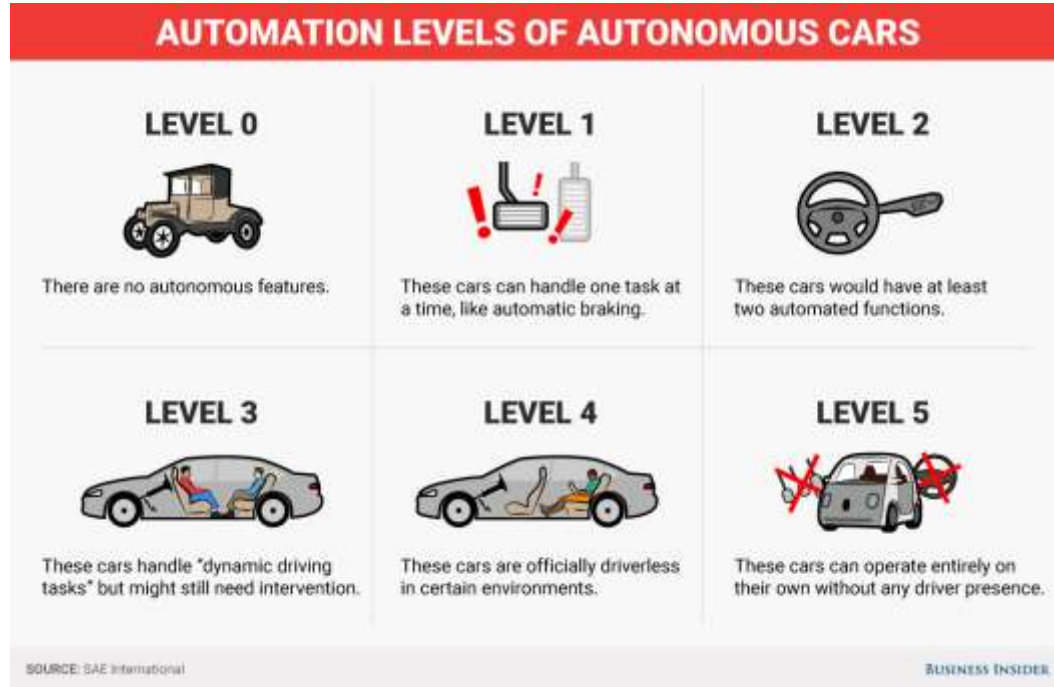 AUTOMATION LEVELS OF AUTONOMOUS CARS
LEVEL 0
There are no autonomous features.
LEVEL 1
These cars can handle one task at
a time, like automatic braking.
LEVEL 2
These cars would have at least
two automated functions.
LEVEL 3
These cars handle "dynamic driving
tasks" but might still need intervention.
LEVEL 4
These cars are officially driverless
in certain environments.
LEVEL 5
These cars can operate entirely on
their own without any driver presence.
SOURCE: SAE International
BUSINESS INSIDER